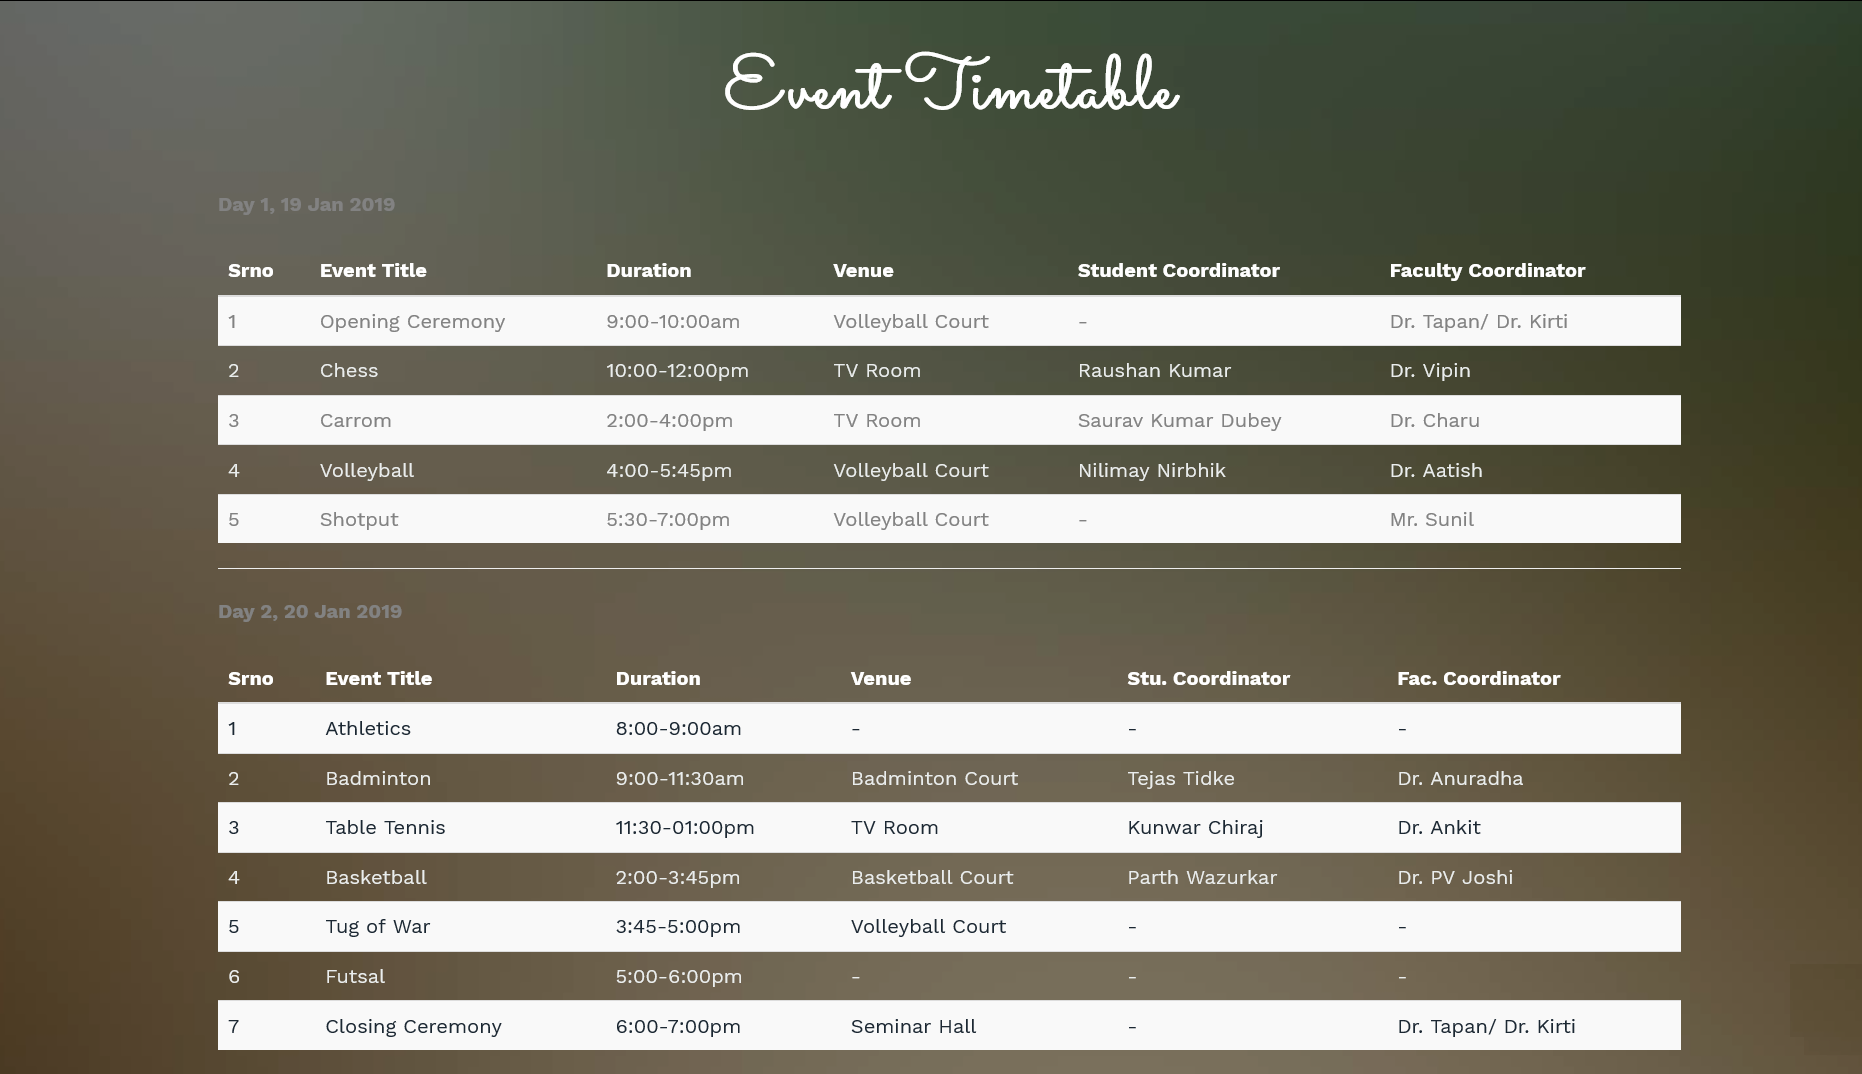 Event Timetable
Day 1, 19 Jan 2019
Srno Event Title Duration Venue Student Coordinator Faculty Coordinator
1 Opening Ceremony 9:00-10:00am Volleyball Court - Dr. Tapan/ Dr. Kirti
2 Chess 10:00-12:00pm TV Room Raushan Kumar Dr. Vipin
3 Carrom 2:00-4:00pm TV Room Saurav Kumar Dubey Dr. Charu
4 Volleyball 4:00-5:45pm Volleyball Court Nilimay Nirbhik Dr. Aatish
5 Shotput 5:30-7:00pm Volleyball Court - Mr. Sunil
Day 2, 20 Jan 2019
Srno Event Title Duration Venue Stu. Coordinator Fac. Coordinator
1 Athletics 8:00-9:00am - - -
2 Badminton 9:00-11:30am Badminton Court Tejas Tidke Dr. Anuradha
3 Table Tennis 11:30-01:00pm TV Room Kunwar Chiraj Dr. Ankit
4 Basketball 2:00-3:45pm Basketball Court Parth Wazurkar Dr. PV Joshi
5 Tug of War 3:45-5:00pm Volleyball Court - -
6 Futsal 5:00-6:00pm - - -
7 Closing Ceremony 6:00-7:00pm Seminar Hall - Dr. Tapan/ Dr. Kirti